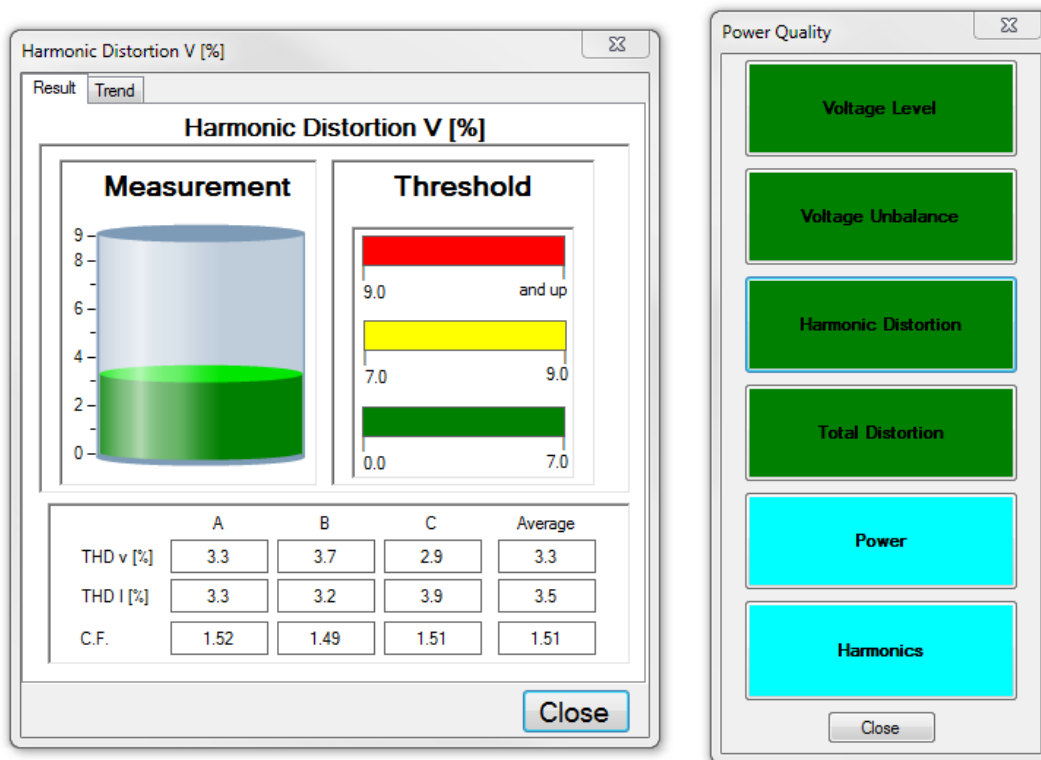 Harmonic Distortion V [%]
Result Trend
Harmonic Distortion V [%]
Measurement
9
8
6
4
2
0
Threshold
9.0 and up
7.0 9.0
0.0 7.0
A B C Average
THD v [%] 3.3 3.7 2.9 3.3
THD I [%] 3.3 3.2 3.9 3.5
C.F. 1.52 1.49 1.51 1.51
Close
Power Quality
Voltage Level
Voltage Unbalance
Harmonic Distortion
Total Distortion
Power
Harmonics
Close